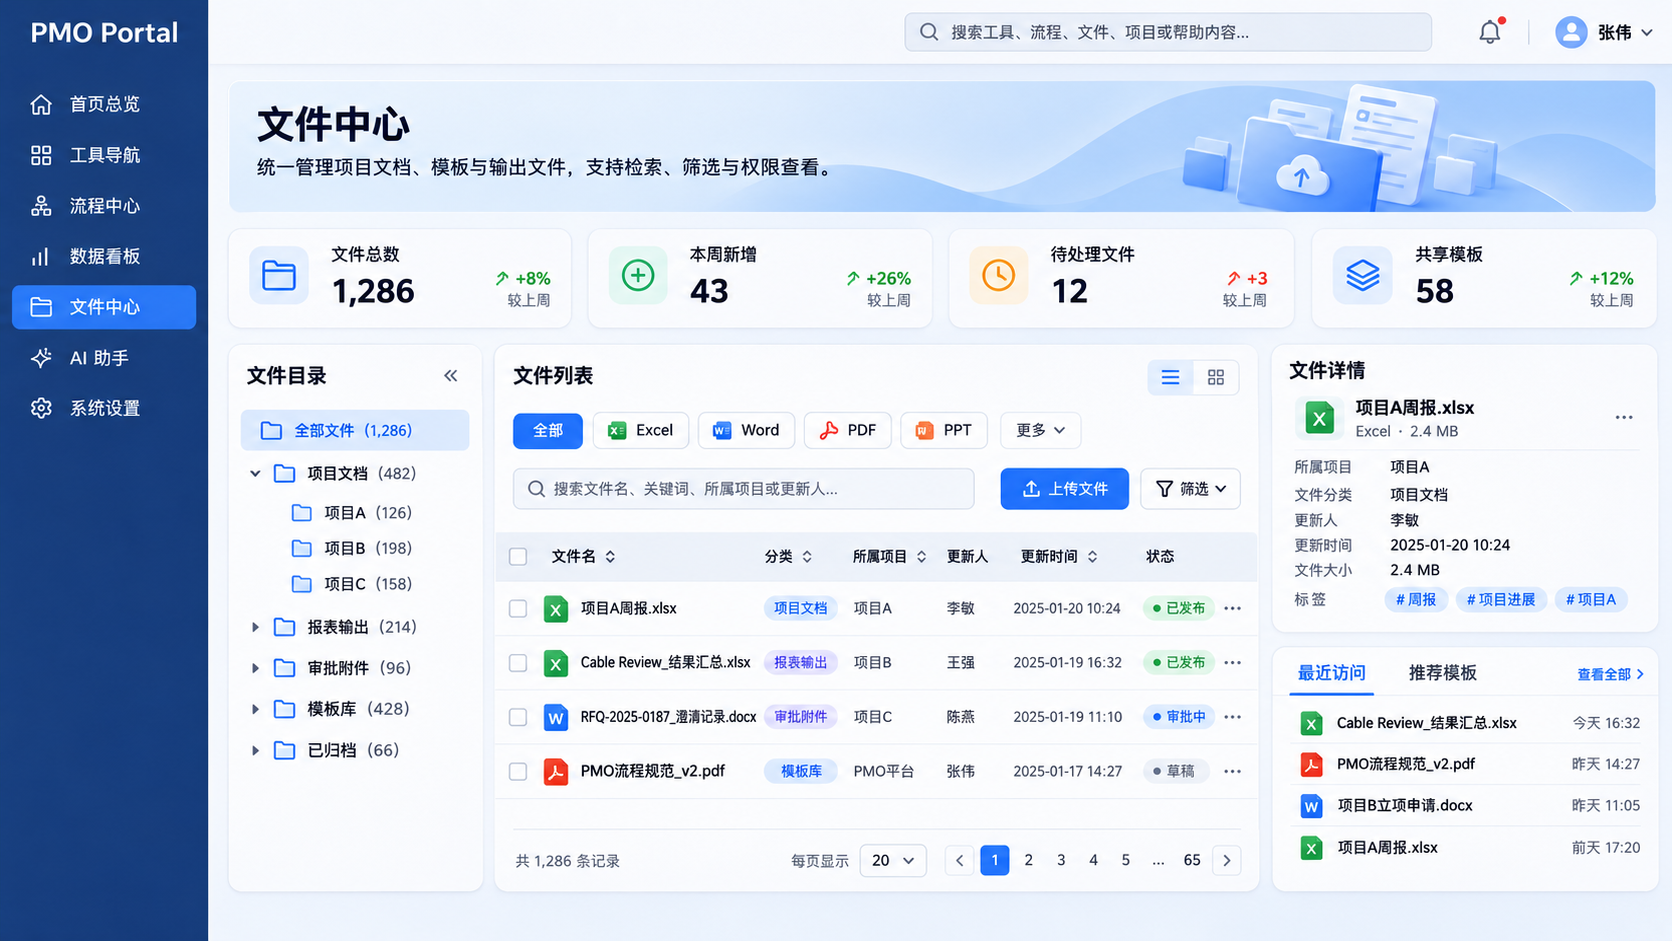 PMO Portal
搜索工具、流程、文件、项目或帮助内容...
张伟
首页总览
工具导航
流程中心
数据看板
文件中心
AI 助手
系统设置
文件中心
统一管理项目文档、模板与输出文件，支持检索、筛选与权限查看。
文件总数
1,286
+8%
较上周
本周新增
43
+26%
较上周
待处理文件
12
+3
较上周
共享模板
58
+12%
较上周
文件目录
全部文件 (1,286)
项目文档 (482)
项目A (126)
项目B (198)
项目C (158)
报表输出 (214)
审批附件 (96)
模板库 (428)
已归档 (66)
文件列表
全部 Excel Word PDF PPT 更多
搜索文件名、关键词、所属项目或更新人...
上传文件
筛选
文件名 分类 所属项目 更新人 更新时间 状态
项目A周报.xlsx 项目文档 项目A 李敏 2025-01-20 10:24 已发布 ...
Cable Review_结果汇总.xlsx 报表输出 项目B 王强 2025-01-19 16:32 已发布 ...
RFQ-2025-0187_澄清记录.docx 审批附件 项目C 陈燕 2025-01-19 11:10 审批中 ...
PMO流程规范_v2.pdf 模板库 PMO平台 张伟 2025-01-17 14:27 草稿 ...
共 1,286 条记录 每页显示 20 1 2 3 4 5 ... 65
文件详情
项目A周报.xlsx
Excel · 2.4 MB
所属项目 项目A
文件分类 项目文档
更新人 李敏
更新时间 2025-01-20 10:24
文件大小 2.4 MB
标签 #周报 #项目进展 #项目A
最近访问 推荐模板 查看全部
Cable Review_结果汇总.xlsx 今天 16:32
PMO流程规范_v2.pdf 昨天 14:27
项目B立项申请.docx 昨天 11:05
项目A周报.xlsx 前天 17:20